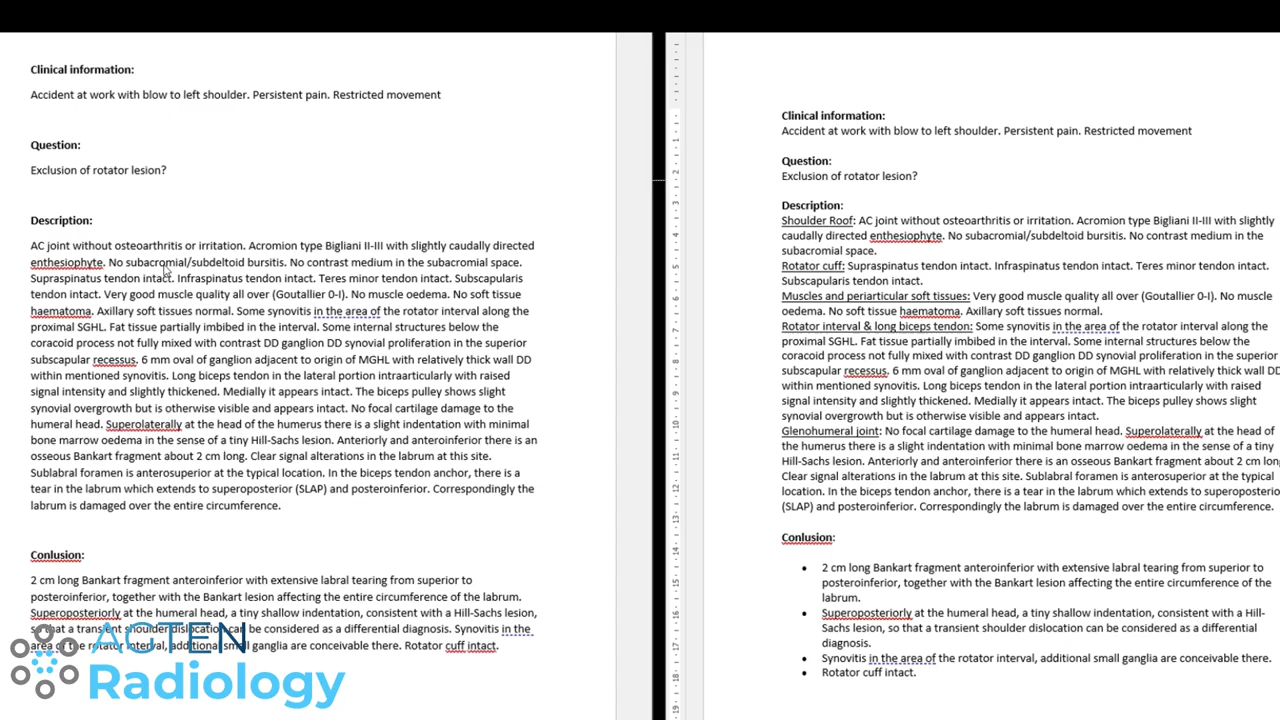 Clinical information:
Accident at work with blow to left shoulder. Persistent pain. Restricted movement
Question:
Exclusion of rotator lesion?
Description:
AC joint without osteoarthritis or irritation. Acromion type Bigliani II-III with slightly caudally directed
enthesiophyte. No subacromial/subdeltoid bursitis. No contrast medium in the subacromial space.
Supraspinatus tendon intact. Infraspinatus tendon intact. Teres minor tendon intact. Subscapularis
tendon intact. Very good muscle quality all over (Goutallier 0-I). No muscle oedema. No soft tissue
haematoma. Axillary soft tissues normal. Some synovitis in the area of the rotator interval along the
proximal SGHL. Fat tissue partially imbibed in the interval. Some internal structures below the
coracoid process not fully mixed with contrast DD ganglion DD synovial proliferation in the superior
subscapular recessus. 6 mm oval of ganglion adjacent to origin of MGHL with relatively thick wall DD
within mentioned synovitis. Long biceps tendon in the lateral portion intraarticularly with raised
signal intensity and slightly thickened. Medially it appears intact. The biceps pulley shows slight
synovial overgrowth but is otherwise visible and appears intact. No focal cartilage damage to the
humeral head. Superolaterally at the head of the humerus there is a slight indentation with minimal
bone marrow oedema in the sense of a tiny Hill-Sachs lesion. Anteriorly and anteroinferior there is an
osseous Bankart fragment about 2 cm long. Clear signal alterations in the labrum at this site.
Sublabral foramen is anterosuperior at the typical location. In the biceps tendon anchor, there is a
tear in the labrum which extends to superoposterior (SLAP) and posteroinferior. Correspondingly the
labrum is damaged over the entire circumference.
Conlusion:
2 cm long Bankart fragment anteroinferior with extensive labral tearing from superior to
posteroinferior, together with the Bankart lesion affecting the entire circumference of the labrum.
Superoposteriorly at the humeral head, a tiny shallow indentation, consistent with a Hill-Sachs lesion,
so that a transient shoulder dislocation can be considered as a differential diagnosis. Synovitis in the
area of the rotator interval, additional small ganglia are conceivable there. Rotator cuff intact.
ACTEN
Radiology
Clinical information:
Accident at work with blow to left shoulder. Persistent pain. Restricted movement
Question:
Exclusion of rotator lesion?
Description:
Shoulder Roof: AC joint without osteoarthritis or irritation. Acromion type Bigliani II-III with slightly
caudally directed enthesiophyte. No subacromial/subdeltoid bursitis. No contrast medium in the
subacromial space.
Rotator cuff: Supraspinatus tendon intact. Infraspinatus tendon intact. Teres minor tendon intact.
Subscapularis tendon intact.
Muscles and periarticular soft tissues: Very good muscle quality all over (Goutallier 0-I). No muscle
oedema. No soft tissue haematoma. Axillary soft tissues normal.
Rotator interval & long biceps tendon: Some synovitis in the area of the rotator interval along the
proximal SGHL. Fat tissue partially imbibed in the interval. Some internal structures below the
coracoid process not fully mixed with contrast DD ganglion DD synovial proliferation in the superior
subscapular recessus. 6 mm oval of ganglion adjacent to origin of MGHL with relatively thick wall DD
within mentioned synovitis. Long biceps tendon in the lateral portion intraarticularly with raised
signal intensity and slightly thickened. Medially it appears intact. The biceps pulley shows slight
synovial overgrowth but is otherwise visible and appears intact.
Glenohumeral joint: No focal cartilage damage to the humeral head. Superolaterally at the head of
the humerus there is a slight indentation with minimal bone marrow oedema in the sense of a tiny
Hill-Sachs lesion. Anteriorly and anteroinferior there is an osseous Bankart fragment about 2 cm long
Clear signal alterations in the labrum at this site. Sublabral foramen is anterosuperior at the typical
location. In the biceps tendon anchor, there is a tear in the labrum which extends to superoposterio
(SLAP) and posteroinferior. Correspondingly the labrum is damaged over the entire circumference.
Conlusion:
• 2 cm long Bankart fragment anteroinferior with extensive labral tearing from superior to
posteroinferior, together with the Bankart lesion affecting the entire circumference of the
labrum.
• Superoposteriorly at the humeral head, a tiny shallow indentation, consistent with a Hill-
Sachs lesion, so that a transient shoulder dislocation can be considered as a differential
diagnosis.
• Synovitis in the area of the rotator interval, additional small ganglia are conceivable there.
• Rotator cuff intact.